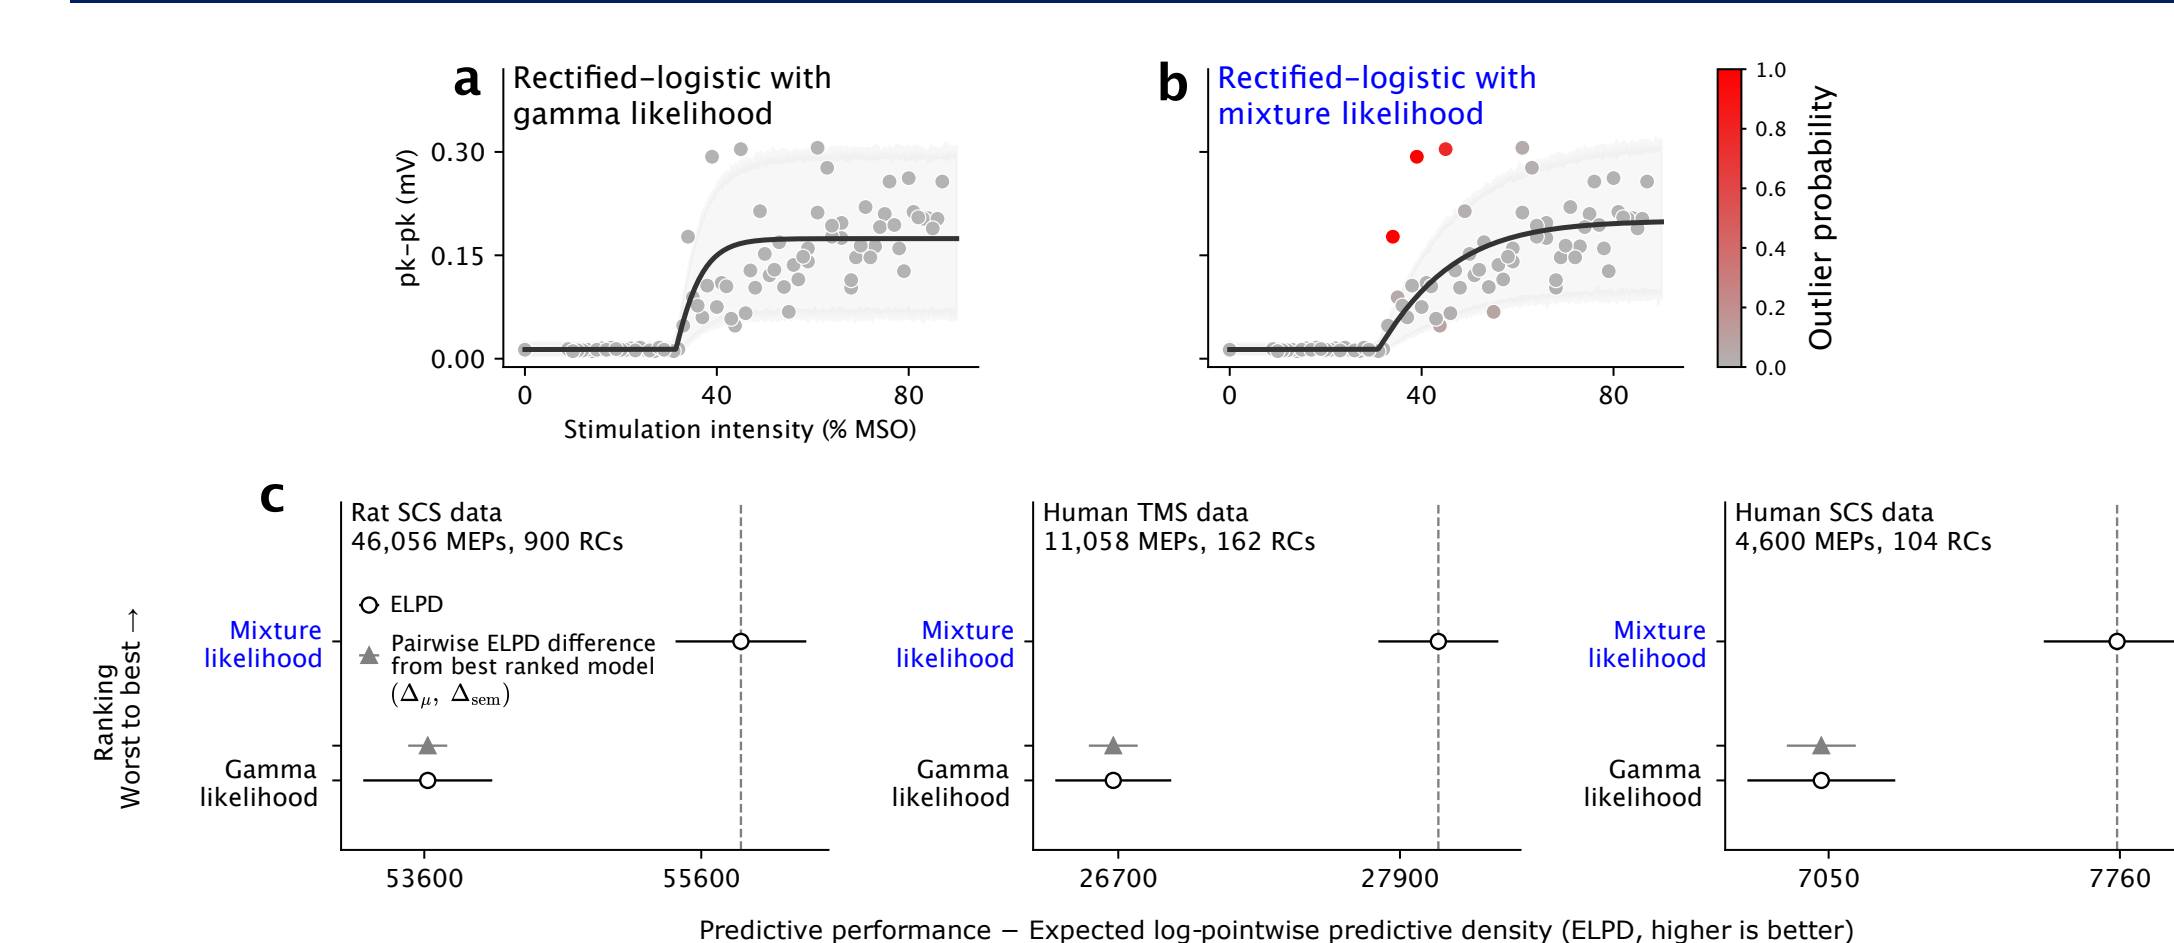 a
Rectified–logistic with
gamma likelihood
pk–pk (mV)
0.30
0.15
0.00
0
40
80
Stimulation intensity (% MSO)
b
Rectified–logistic with
mixture likelihood
0
40
80
1.0
0.8
0.6
0.4
0.2
0.0
Outlier probability
c
Ranking
Worst to best →
Rat SCS data
46,056 MEPs, 900 RCs
ELPD
Pairwise ELPD difference
from best ranked model
(Δμ, Δsem)
Mixture
likelihood
Gamma
likelihood
53600
55600
Human TMS data
11,058 MEPs, 162 RCs
Mixture
likelihood
Gamma
likelihood
26700
27900
Human SCS data
4,600 MEPs, 104 RCs
Mixture
likelihood
Gamma
likelihood
7050
7760
Predictive performance − Expected log-pointwise predictive density (ELPD, higher is better)